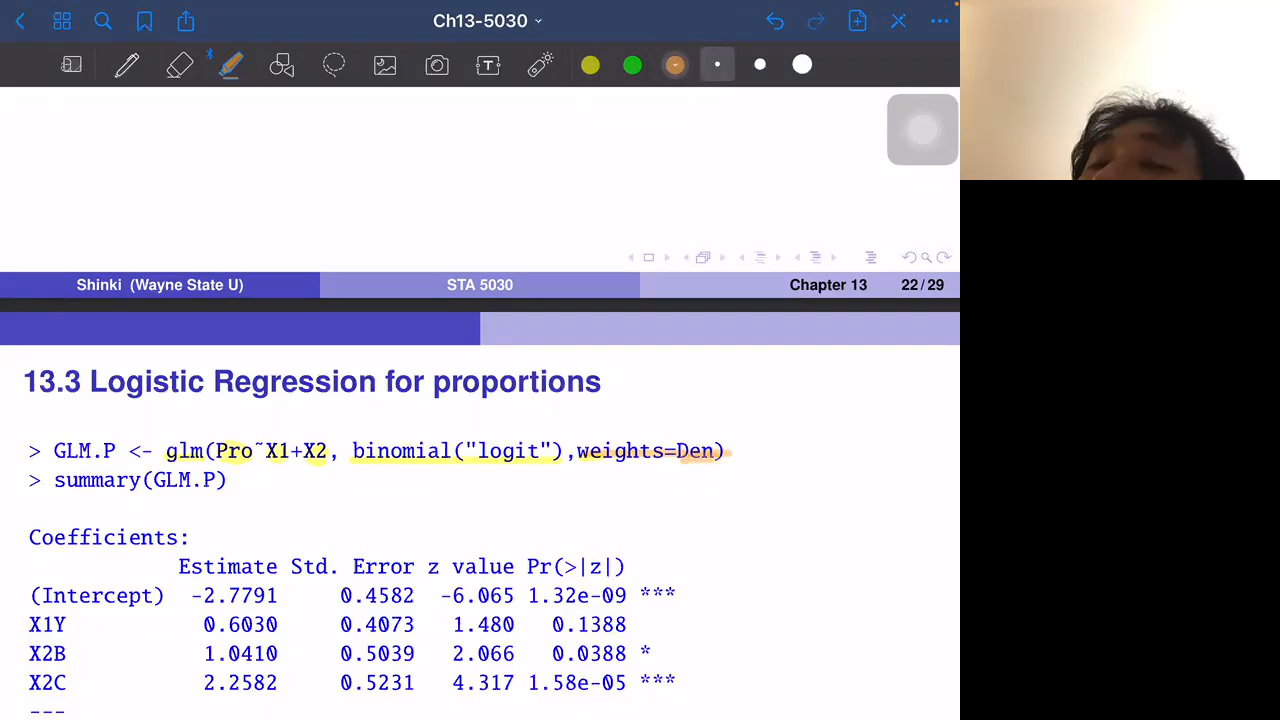 Ch13-5030
T
Shinki (Wayne State U) STA 5030 Chapter 13 22 / 29
13.3 Logistic Regression for proportions
> GLM.P <- glm(Pro~X1+X2, binomial("logit"),weights=Den)
> summary(GLM.P)
Coefficients:
Estimate Std. Error z value Pr(>|z|)
(Intercept) -2.7791 0.4582 -6.065 1.32e-09 ***
X1Y 0.6030 0.4073 1.480 0.1388
X2B 1.0410 0.5039 2.066 0.0388 *
X2C 2.2582 0.5231 4.317 1.58e-05 ***
---